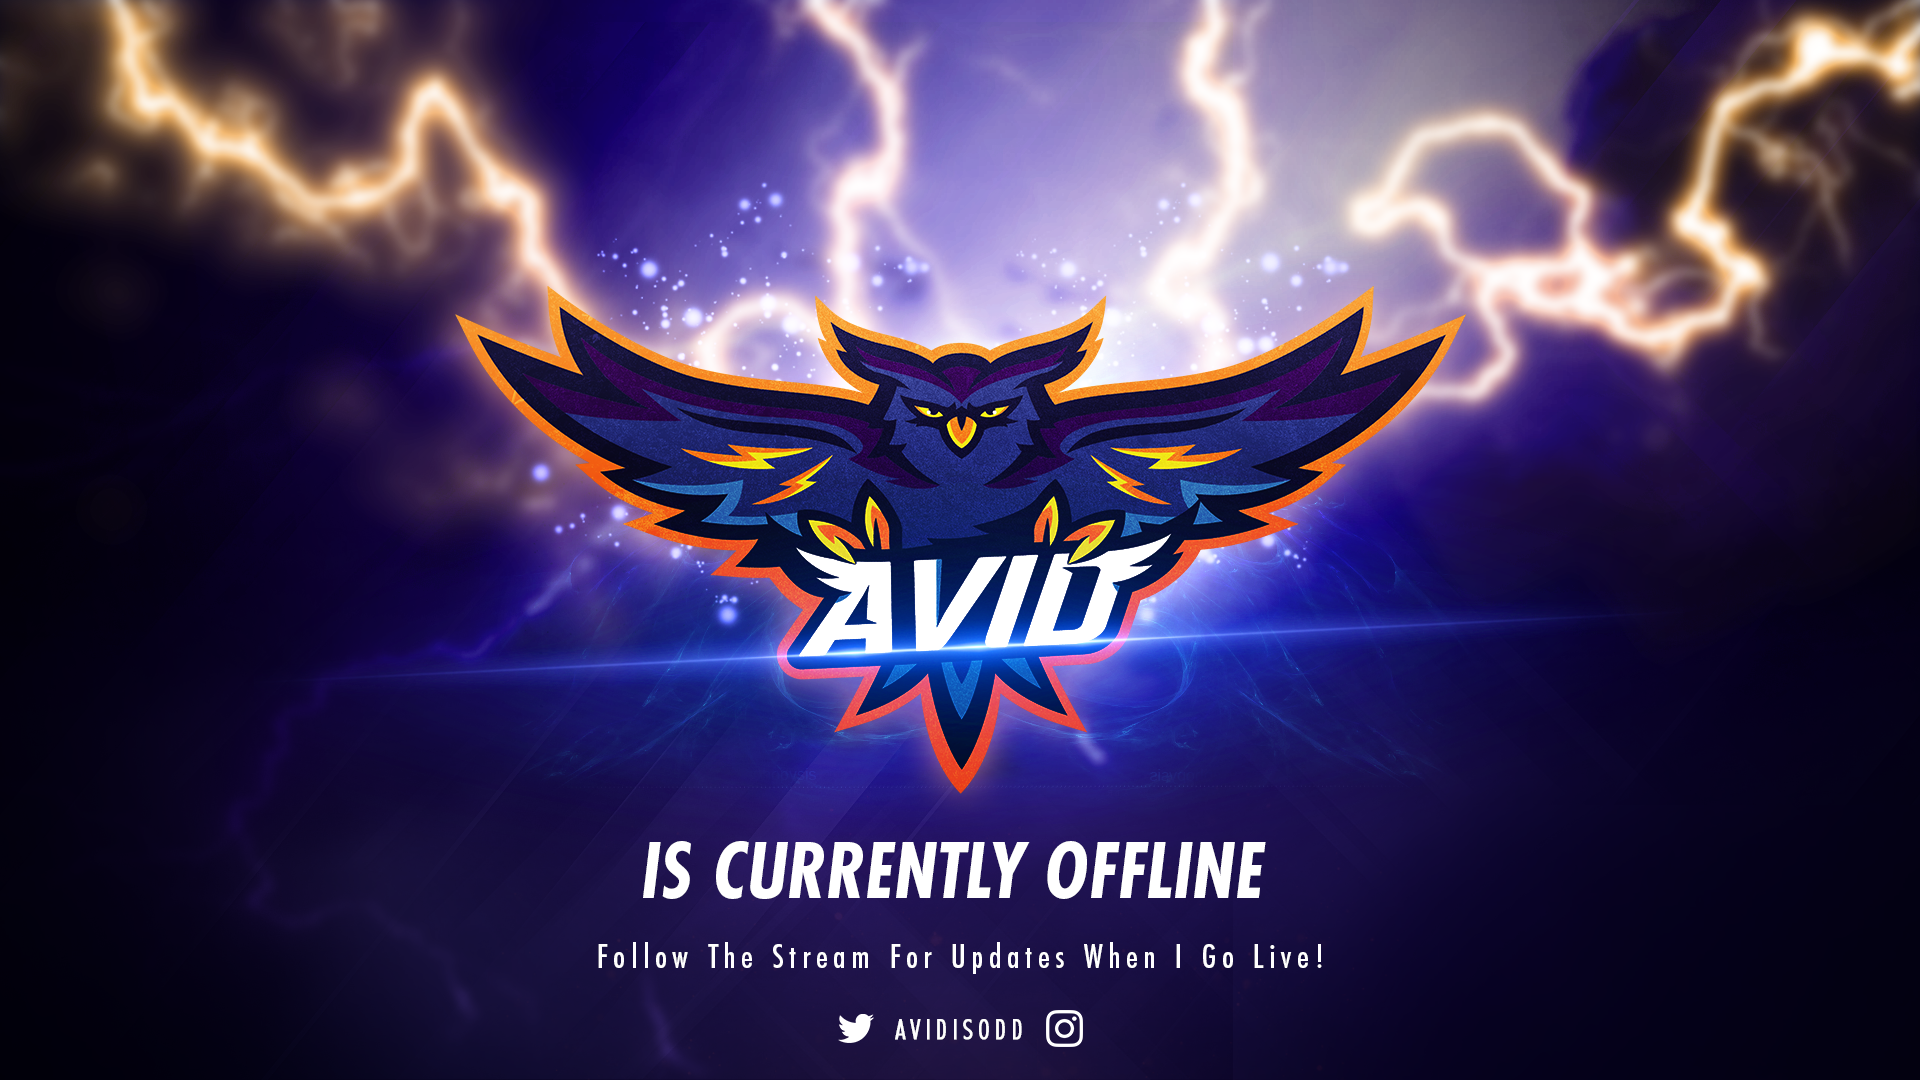 AVID
IS CURRENTLY OFFLINE
Follow The Stream For Updates When I Go Live!
AVIDISODD